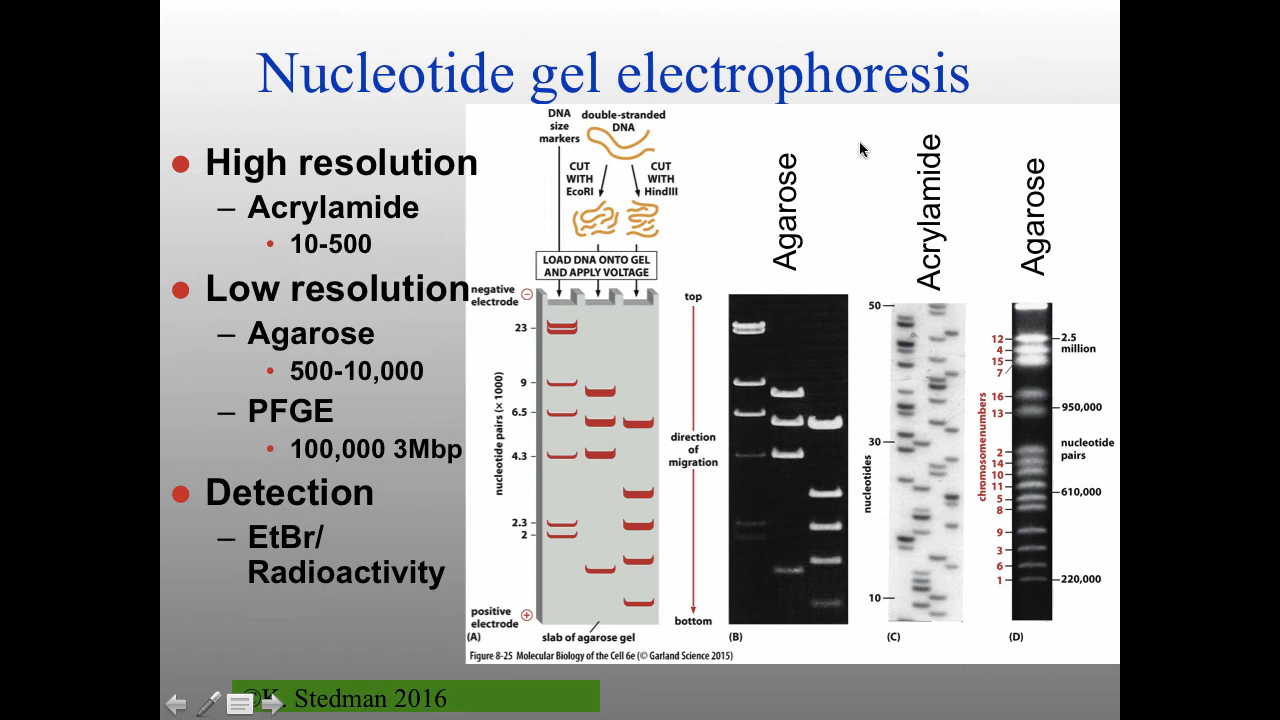 Nucleotide gel electrophoresis
High resolution
– Acrylamide
• 10-500
Low resolution
– Agarose
• 500-10,000
– PFGE
• 100,000 3Mbp
Detection
– EtBr/
Radioactivity
DNA
size
markers
double-stranded
DNA
CUT
WITH
EcoRI
CUT
WITH
HindIII
LOAD DNA ONTO GEL
AND APPLY VOLTAGE
negative
electrode
−
23
9
6.5
4.3
2.3
2
nucleotide pairs (× 1000)
positive
electrode
+
slab of agarose gel
(A)
top
direction
of
migration
bottom
Agarose
(B)
Acrylamide
50
30
10
nucleotides
(C)
Agarose
12
4
15
7
16
13
2
14
10
11
5
8
9
3
6
1
chromosomenumbers
2.5
million
950,000
nucleotide
pairs
610,000
220,000
(D)
Figure 8-25 Molecular Biology of the Cell 6e (© Garland Science 2015)
©K. Stedman 2016